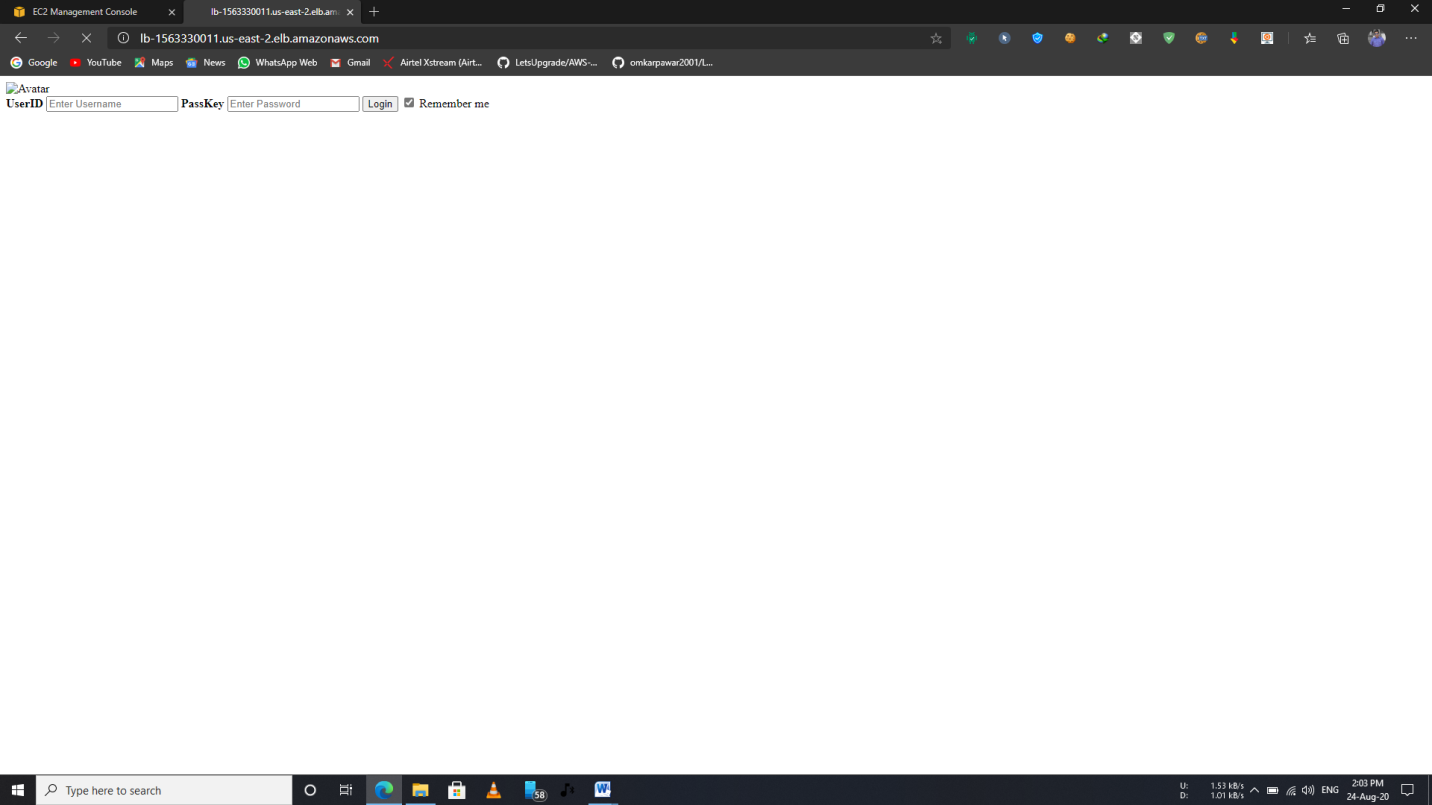 EC2 Management Console
lb-1563330011.us-east-2.elb.ama
lb-1563330011.us-east-2.elb.amazonaws.com
Google YouTube Maps News WhatsApp Web Gmail Airtel Xstream (Airt... LetsUpgrade/AWS-... omkarpawar2001/L...
Avatar
UserID Enter Username PassKey Enter Password Login Remember me
Type here to search
58
U: 1.53 kB/s
D: 1.01 kB/s
ENG
2:03 PM
24-Aug-20